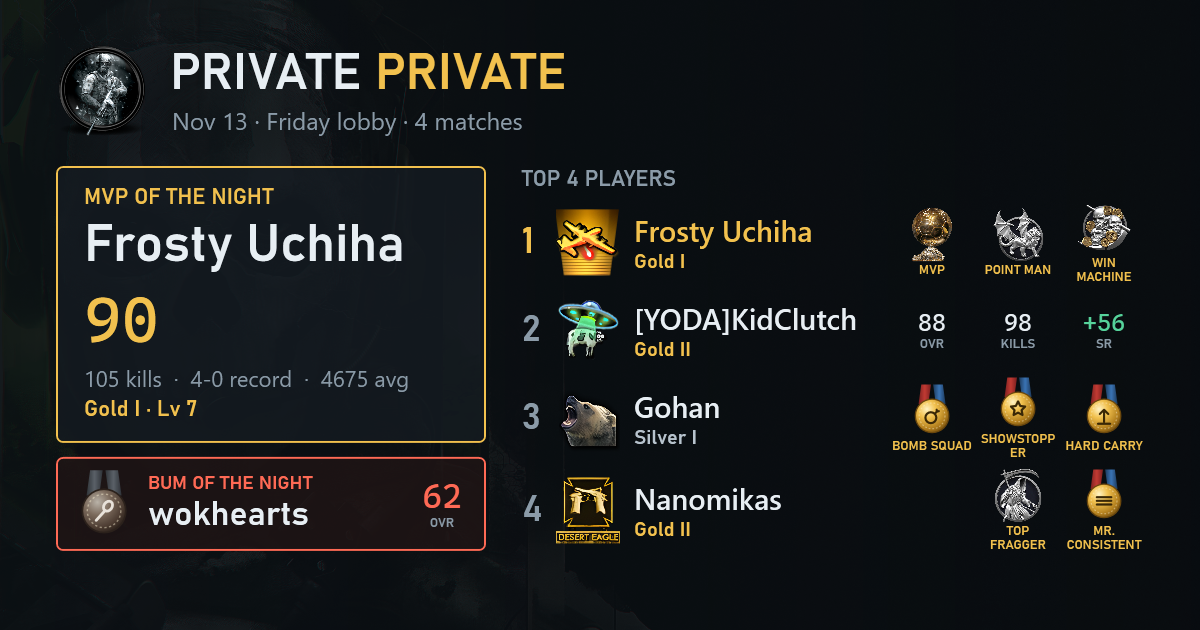 PRIVATE PRIVATE
Nov 13 · Friday lobby · 4 matches
MVP OF THE NIGHT
Frosty Uchiha
90
105 kills · 4-0 record · 4675 avg
Gold I · Lv 7
BUM OF THE NIGHT
wokhearts
62
OVR
TOP 4 PLAYERS
1
Frosty Uchiha
Gold I
MVP
POINT MAN
WIN
MACHINE
2
[YODA]KidClutch
Gold II
88
OVR
98
KILLS
+56
SR
3
Gohan
Silver I
BOMB SQUAD
SHOWSTOPP
ER
HARD CARRY
4
DESERT EAGLE
Nanomikas
Gold II
TOP
FRAGGER
MR.
CONSISTENT